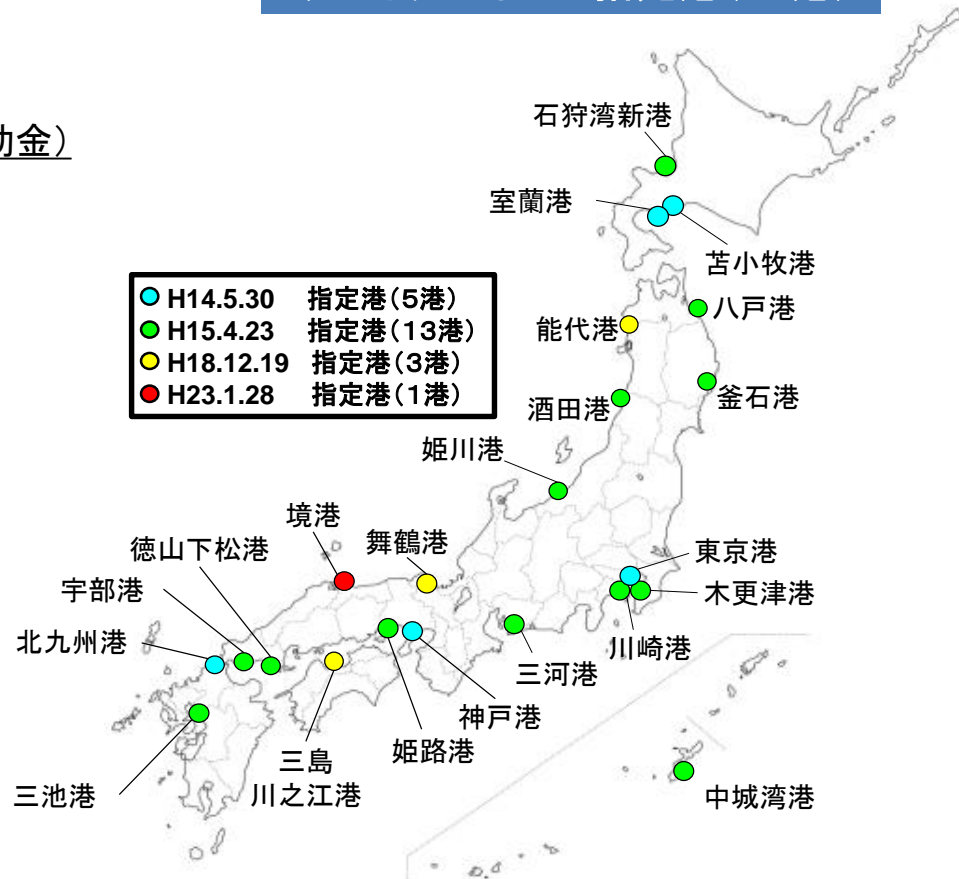 助金）
石狩湾新港
室蘭港
苫小牧港
H14.5.30 指定港（５港）
H15.4.23 指定港（１３港）
H18.12.19 指定港（３港）
H23.1.28 指定港（１港）
八戸港
能代港
釜石港
酒田港
姫川港
境港
舞鶴港
徳山下松港
東京港
宇部港
木更津港
北九州港
川崎港
三河港
神戸港
姫路港
三島
川之江港
三池港
中城湾港